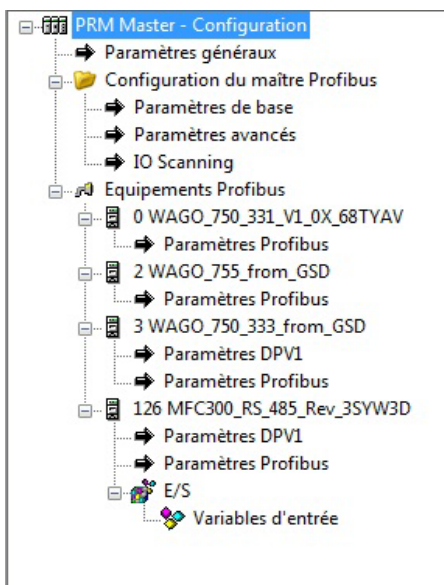 PRM Master - Configuration
Paramètres généraux
Configuration du maître Profibus
Paramètres de base
Paramètres avancés
IO Scanning
Equipements Profibus
0 WAGO_750_331_V1_0X_68TYAV
Paramètres Profibus
2 WAGO_755_from_GSD
Paramètres Profibus
3 WAGO_750_333_from_GSD
Paramètres DPV1
Paramètres Profibus
126 MFC300_RS_485_Rev_3SYW3D
Paramètres DPV1
Paramètres Profibus
E/S
Variables d'entrée